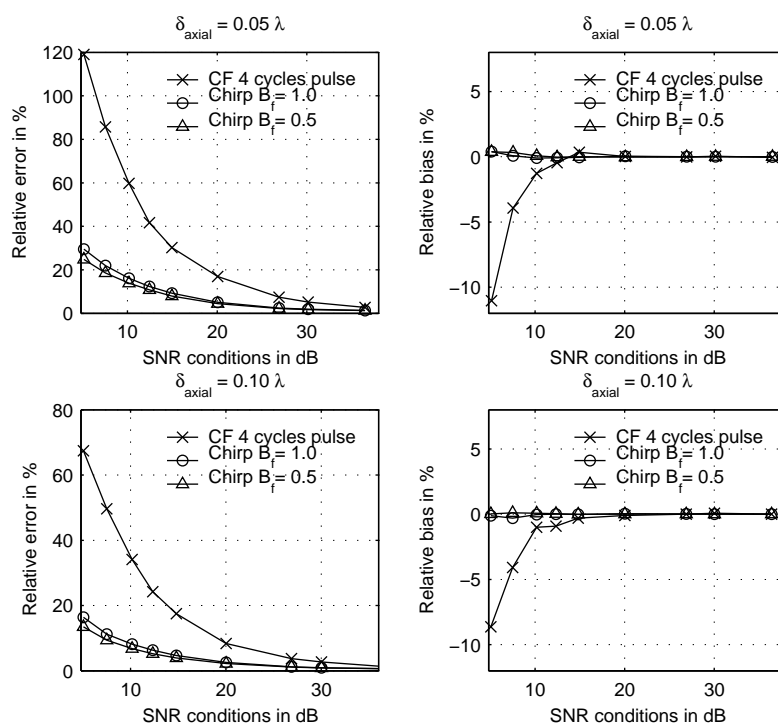 δaxial = 0.05 λ
120
100
80
60
40
20
0
Relative error in %
CF 4 cycles pulse
Chirp Bf = 1.0
Chirp Bf = 0.5
10
20
30
SNR conditions in dB
δaxial = 0.05 λ
5
0
−5
−10
Relative bias in %
CF 4 cycles pulse
Chirp Bf = 1.0
Chirp Bf = 0.5
10
20
30
SNR conditions in dB
δaxial = 0.10 λ
80
60
40
20
0
Relative error in %
CF 4 cycles pulse
Chirp Bf = 1.0
Chirp Bf = 0.5
10
20
30
SNR conditions in dB
δaxial = 0.10 λ
5
0
−5
−10
Relative bias in %
CF 4 cycles pulse
Chirp Bf = 1.0
Chirp Bf = 0.5
10
20
30
SNR conditions in dB